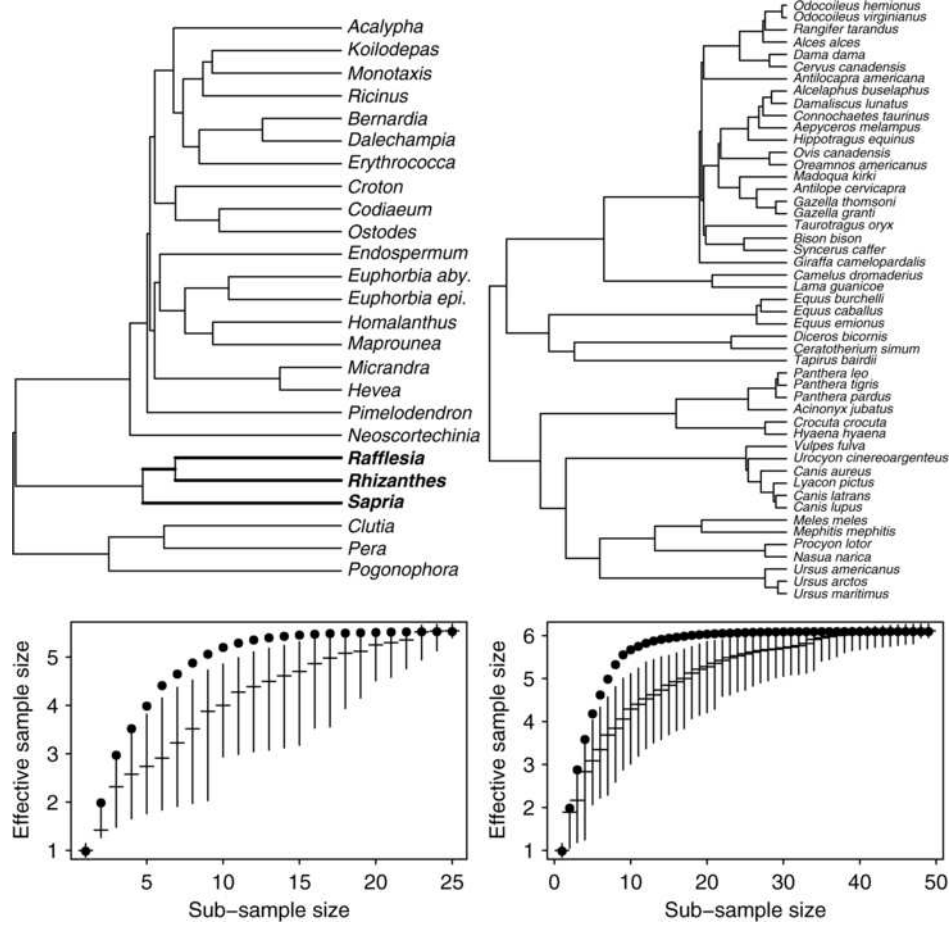 Acalypha
Koilodepas
Monotaxis
Ricinus
Bernardia
Dalechampia
Erythrococca
Croton
Codiaeum
Ostodes
Endospermum
Euphorbia aby.
Euphorbia epi.
Homalanthus
Maprounea
Micrandra
Hevea
Pimelodendron
Neoscortechinia
Rafflesia
Rhizanthes
Sapria
Clutia
Pera
Pogonophora
Odocoileus hemionus
Odocoileus virginianus
Rangifer tarandus
Alces alces
Dama dama
Cervus canadensis
Antilocapra americana
Alcelaphus buselaphus
Damaliscus lunatus
Connochaetes taurinus
Aepyceros melampus
Hippotragus equinus
Ovis canadensis
Oreamnos americanus
Madoqua kirki
Antilope cervicapra
Gazella thomsoni
Gazella granti
Taurotragus oryx
Bison bison
Syncerus caffer
Giraffa camelopardalis
Camelus dromaderius
Lama guanicoe
Equus burchelli
Equus caballus
Equus emionus
Diceros bicornis
Ceratotherium simum
Tapirus bairdii
Panthera leo
Panthera tigris
Panthera pardus
Acinonyx jubatus
Crocuta crocuta
Hyaena hyaena
Vulpes fulva
Urocyon cinereoargenteus
Canis aureus
Lyacon pictus
Canis latrans
Canis lupus
Meles meles
Mephitis mephitis
Procyon lotor
Nasua narica
Ursus americanus
Ursus arctos
Ursus maritimus
Effective sample size
5
4
3
2
1
5 10 15 20 25
Sub−sample size
Effective sample size
6
5
4
3
2
1
0 10 20 30 40 50
Sub−sample size